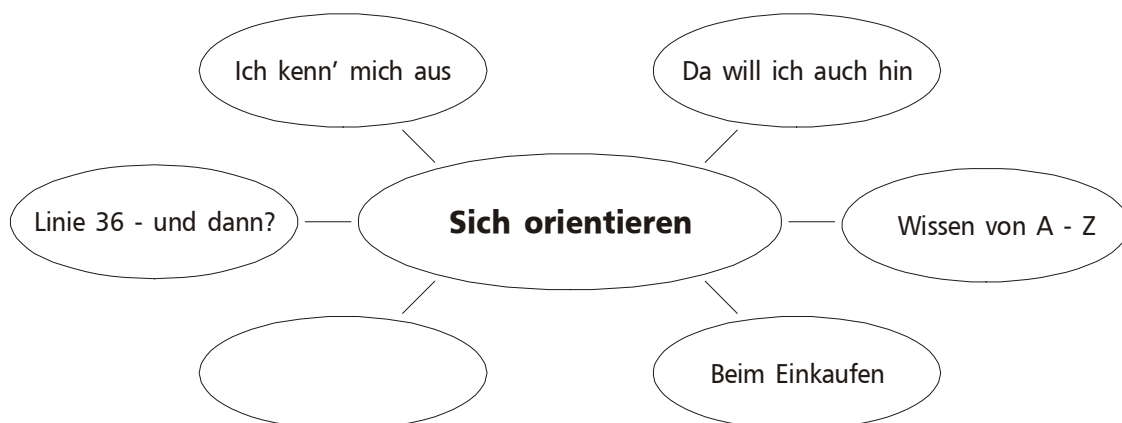 Ich kenn’ mich aus
Da will ich auch hin
Linie 36 - und dann?
Sich orientieren
Wissen von A - Z
Beim Einkaufen